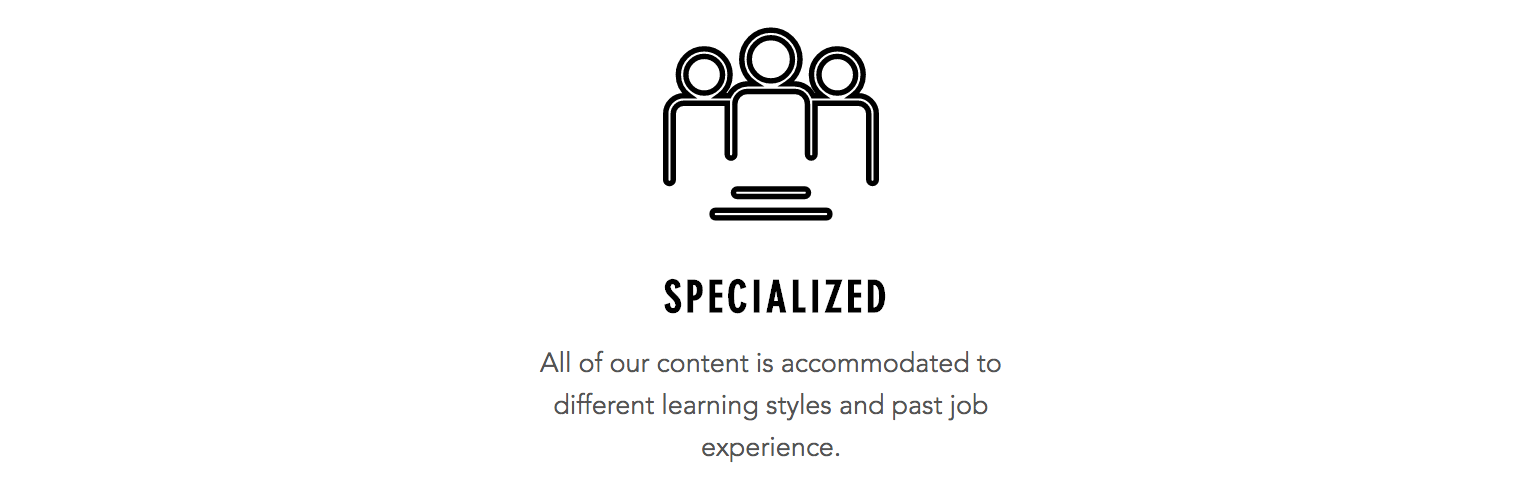 SPECIALIZED
All of our content is accommodated to
different learning styles and past job
experience.